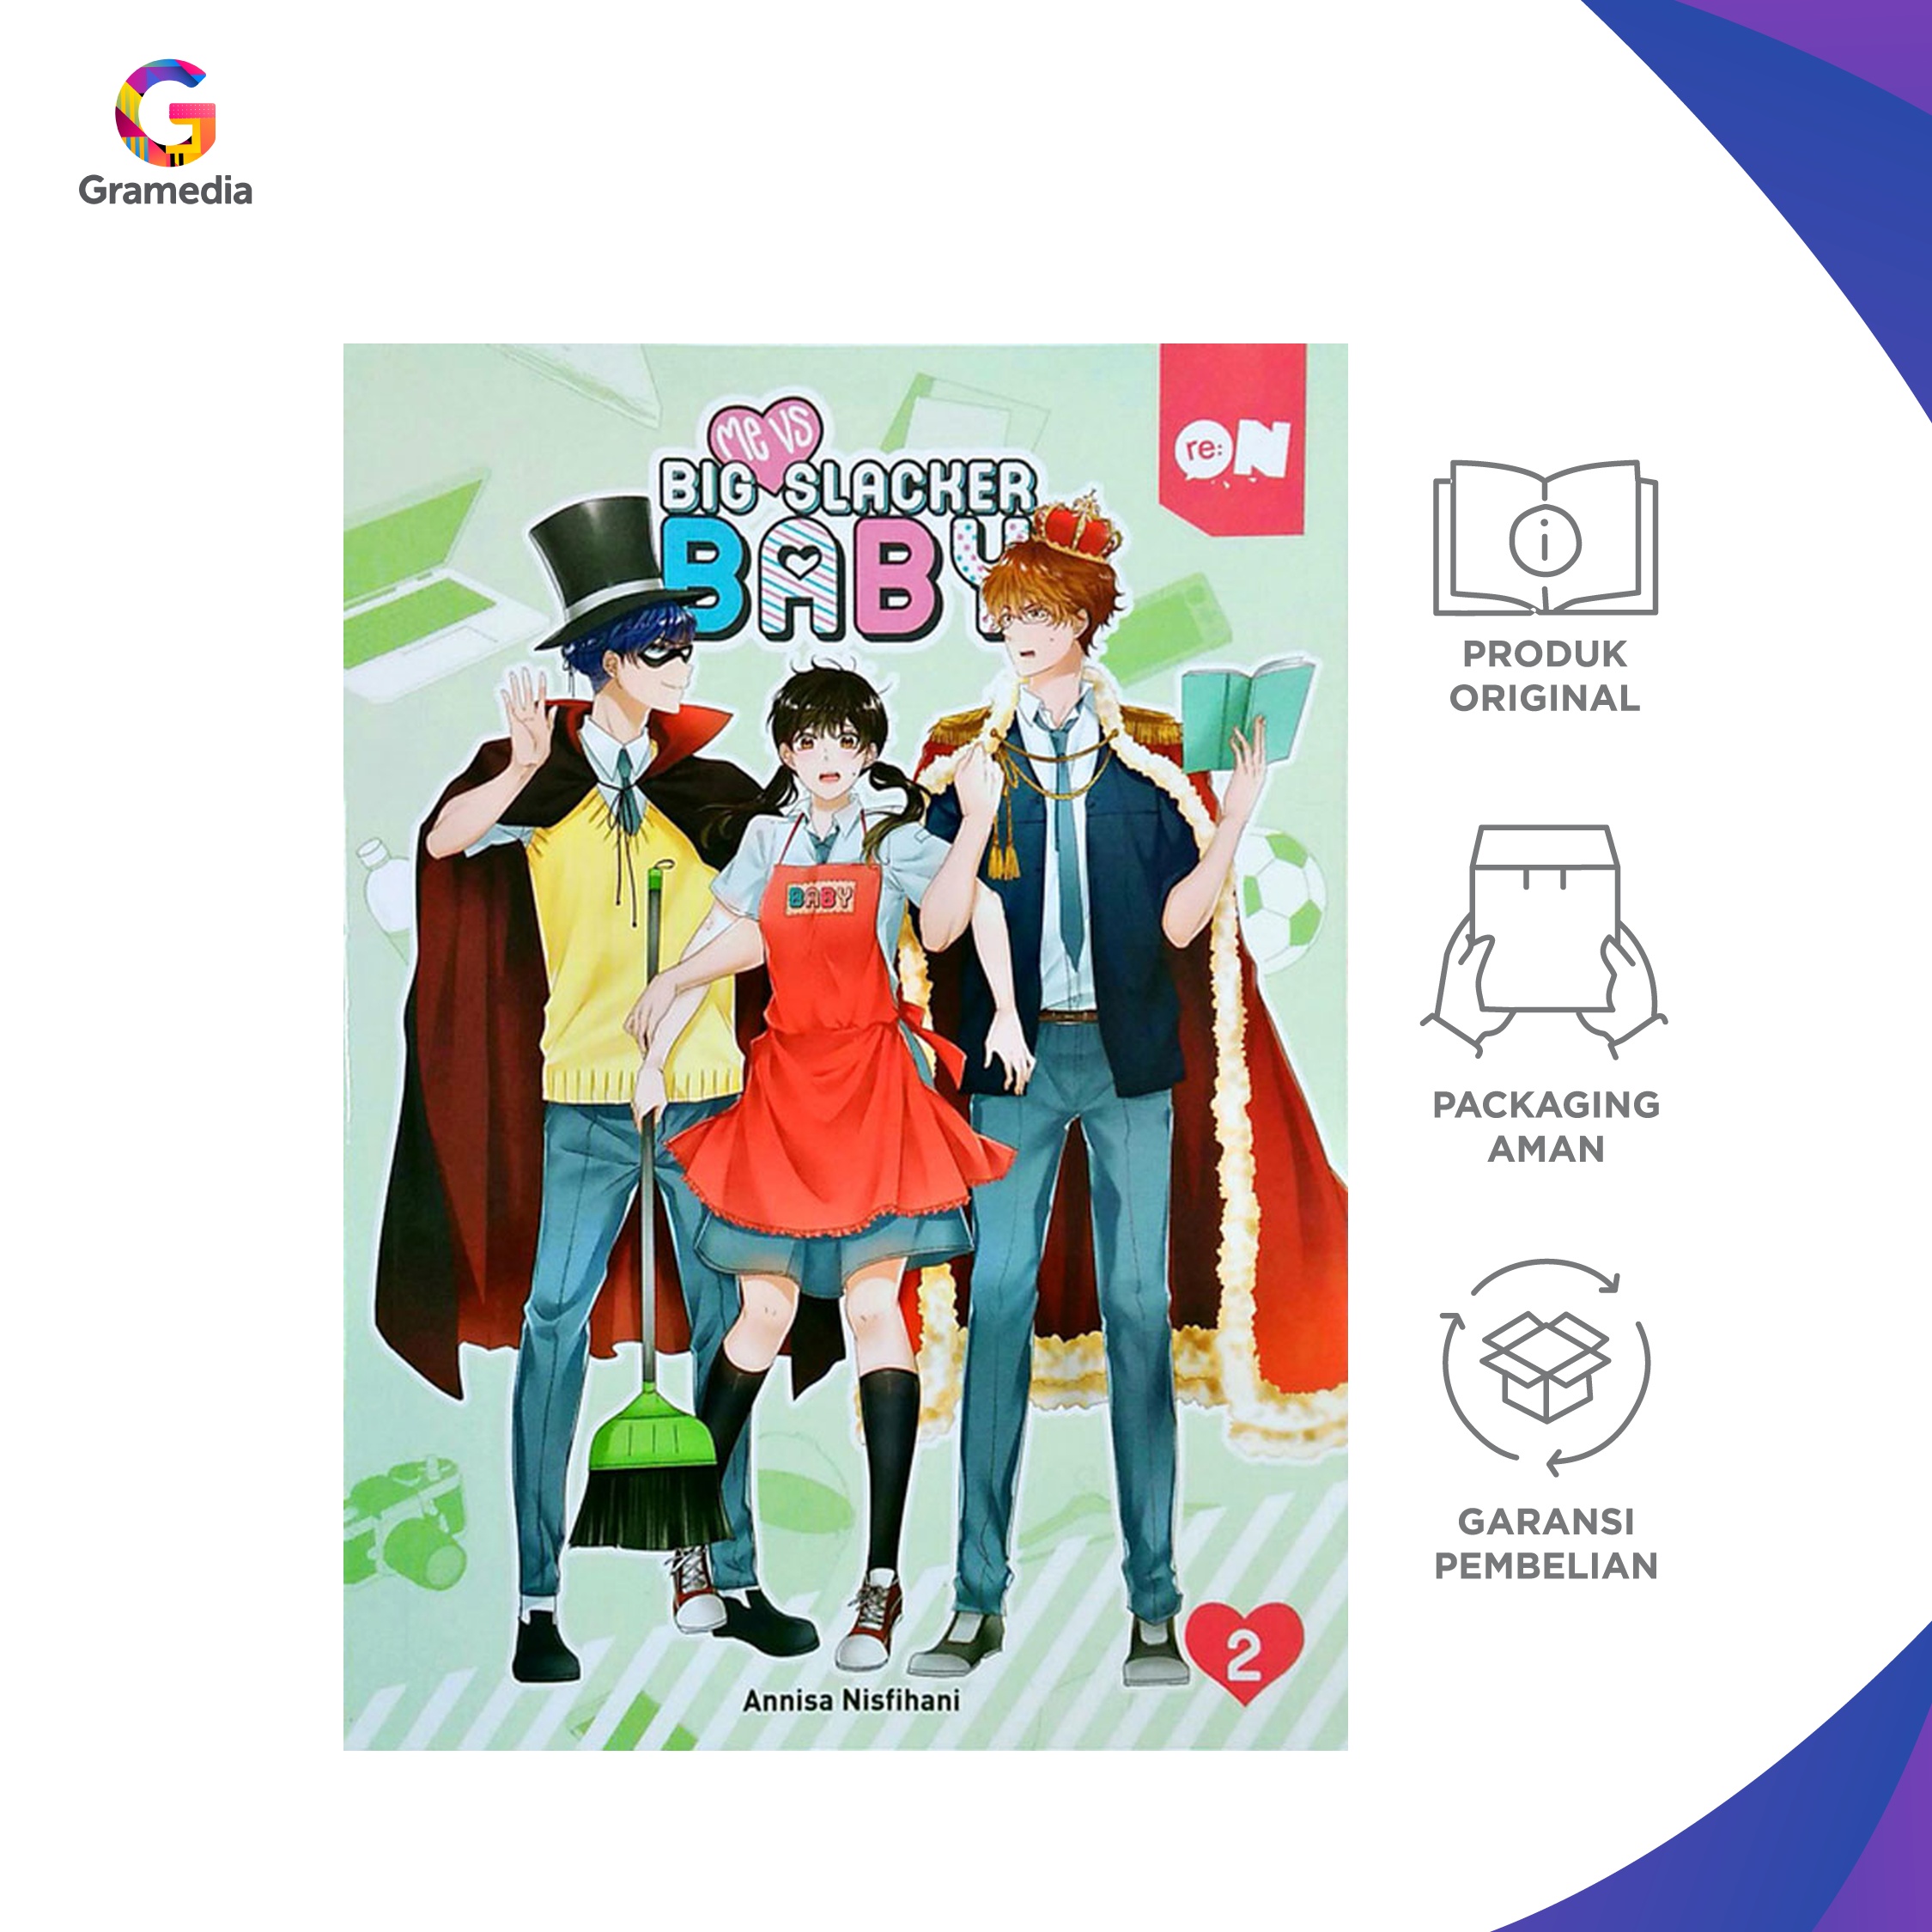 Gramedia
Me VS
BIG SLACKER
BABY
re:ON
BABY
2
Annisa Nisfihani
PRODUK
ORIGINAL
PACKAGING
AMAN
GARANSI
PEMBELIAN